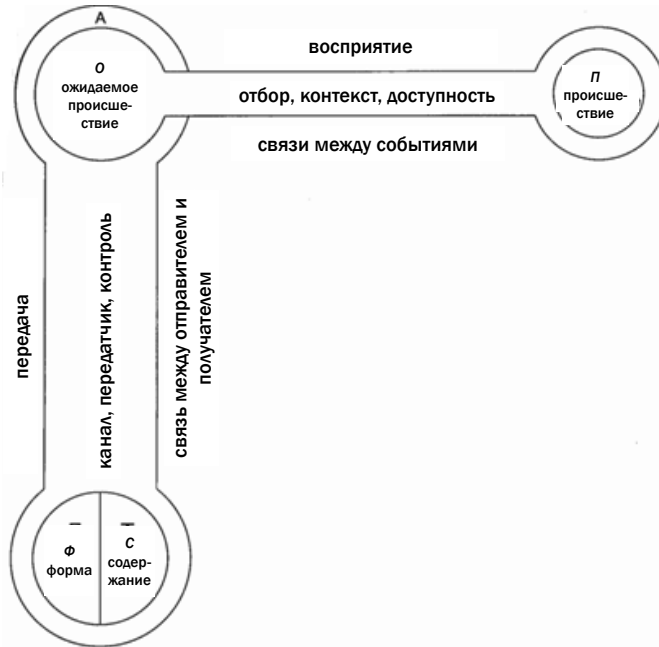 А
О
ожидаемое
происше-
ствие
восприятие
отбор, контекст, доступность
связи между событиями
П
происше-
ствие
передача
канал, передатчик, контроль
связь между отправителем и
получателем
Ф
форма
С
содер-
жание